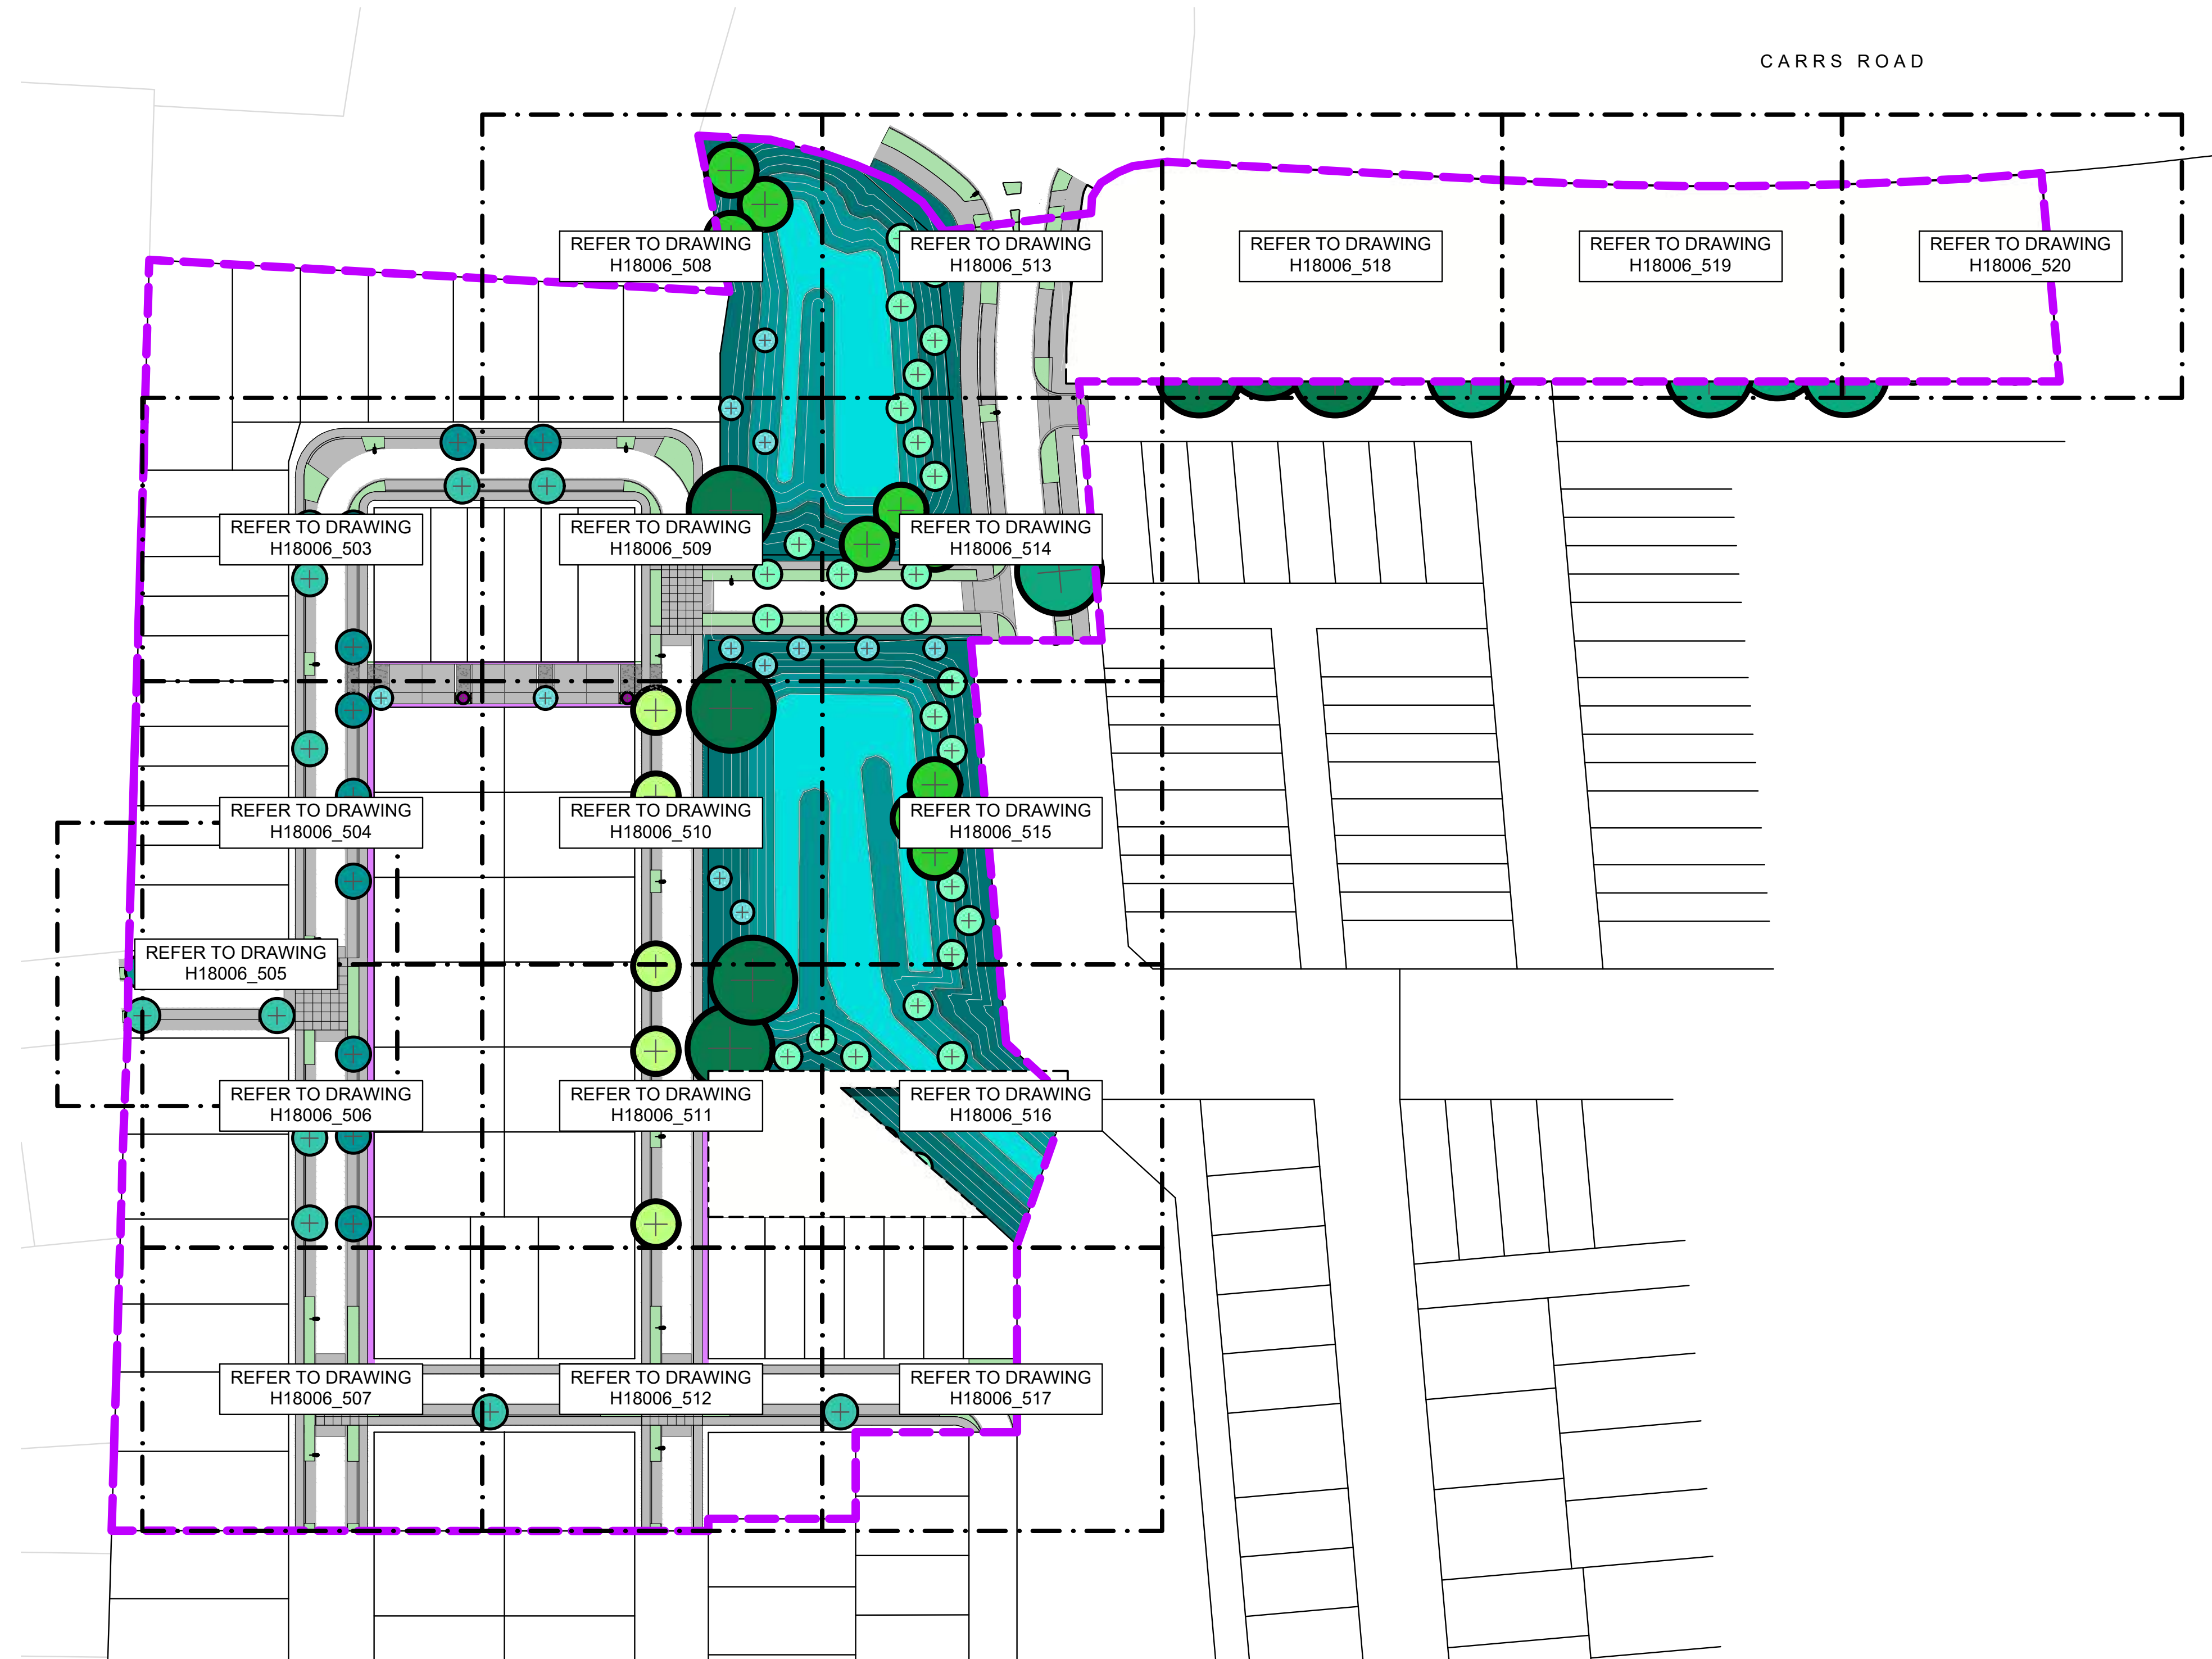 CARRS ROAD
REFER TO DRAWING
H18006_508
REFER TO DRAWING
H18006_513
REFER TO DRAWING
H18006_518
REFER TO DRAWING
H18006_519
REFER TO DRAWING
H18006_520
REFER TO DRAWING
H18006_503
REFER TO DRAWING
H18006_509
REFER TO DRAWING
H18006_514
REFER TO DRAWING
H18006_504
REFER TO DRAWING
H18006_510
REFER TO DRAWING
H18006_515
REFER TO DRAWING
H18006_505
REFER TO DRAWING
H18006_506
REFER TO DRAWING
H18006_511
REFER TO DRAWING
H18006_516
REFER TO DRAWING
H18006_507
REFER TO DRAWING
H18006_512
REFER TO DRAWING
H18006_517